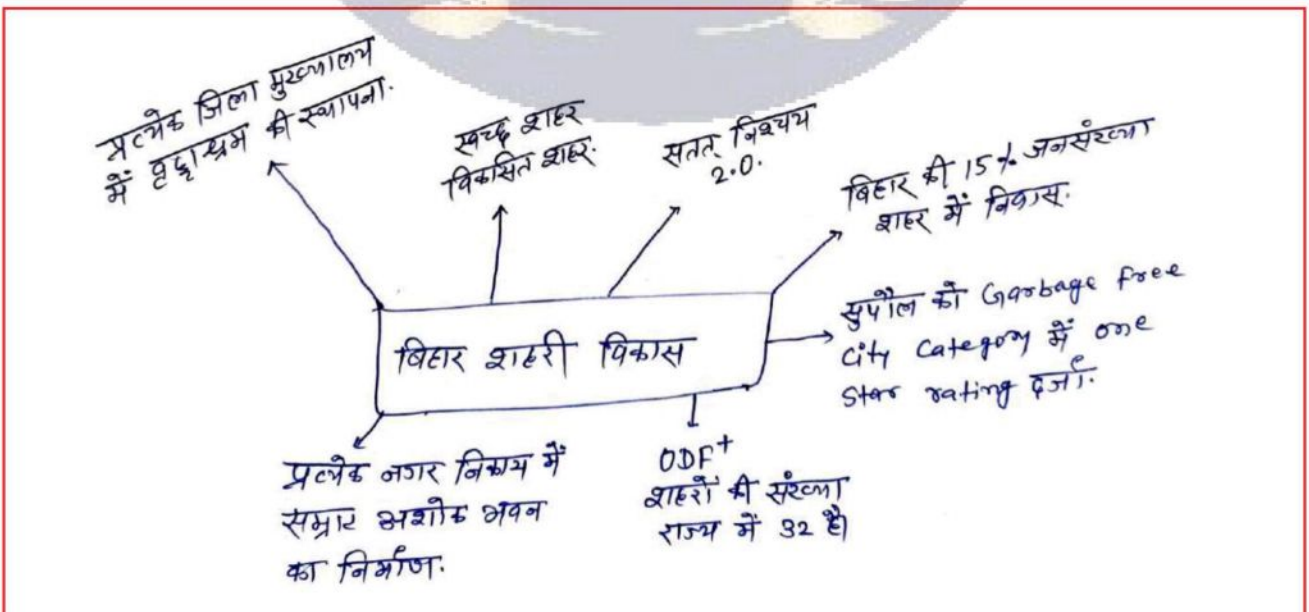 प्रत्येक जिला मुख्यालय
में वृद्धाश्रम की स्थापना.
स्वच्छ शहर
विकसित शहर.
सतत् निश्चय
2.0.
बिहार की 15% जनसंख्या
शहर में निवास.
सुपौल को Garbage free
City Category में one
Star rating दर्जा.
बिहार शहरी विकास
प्रत्येक नगर निकाय में
सम्राट अशोक भवन
का निर्माण.
ODF+
शहरों की संख्या
राज्य में 32 है।